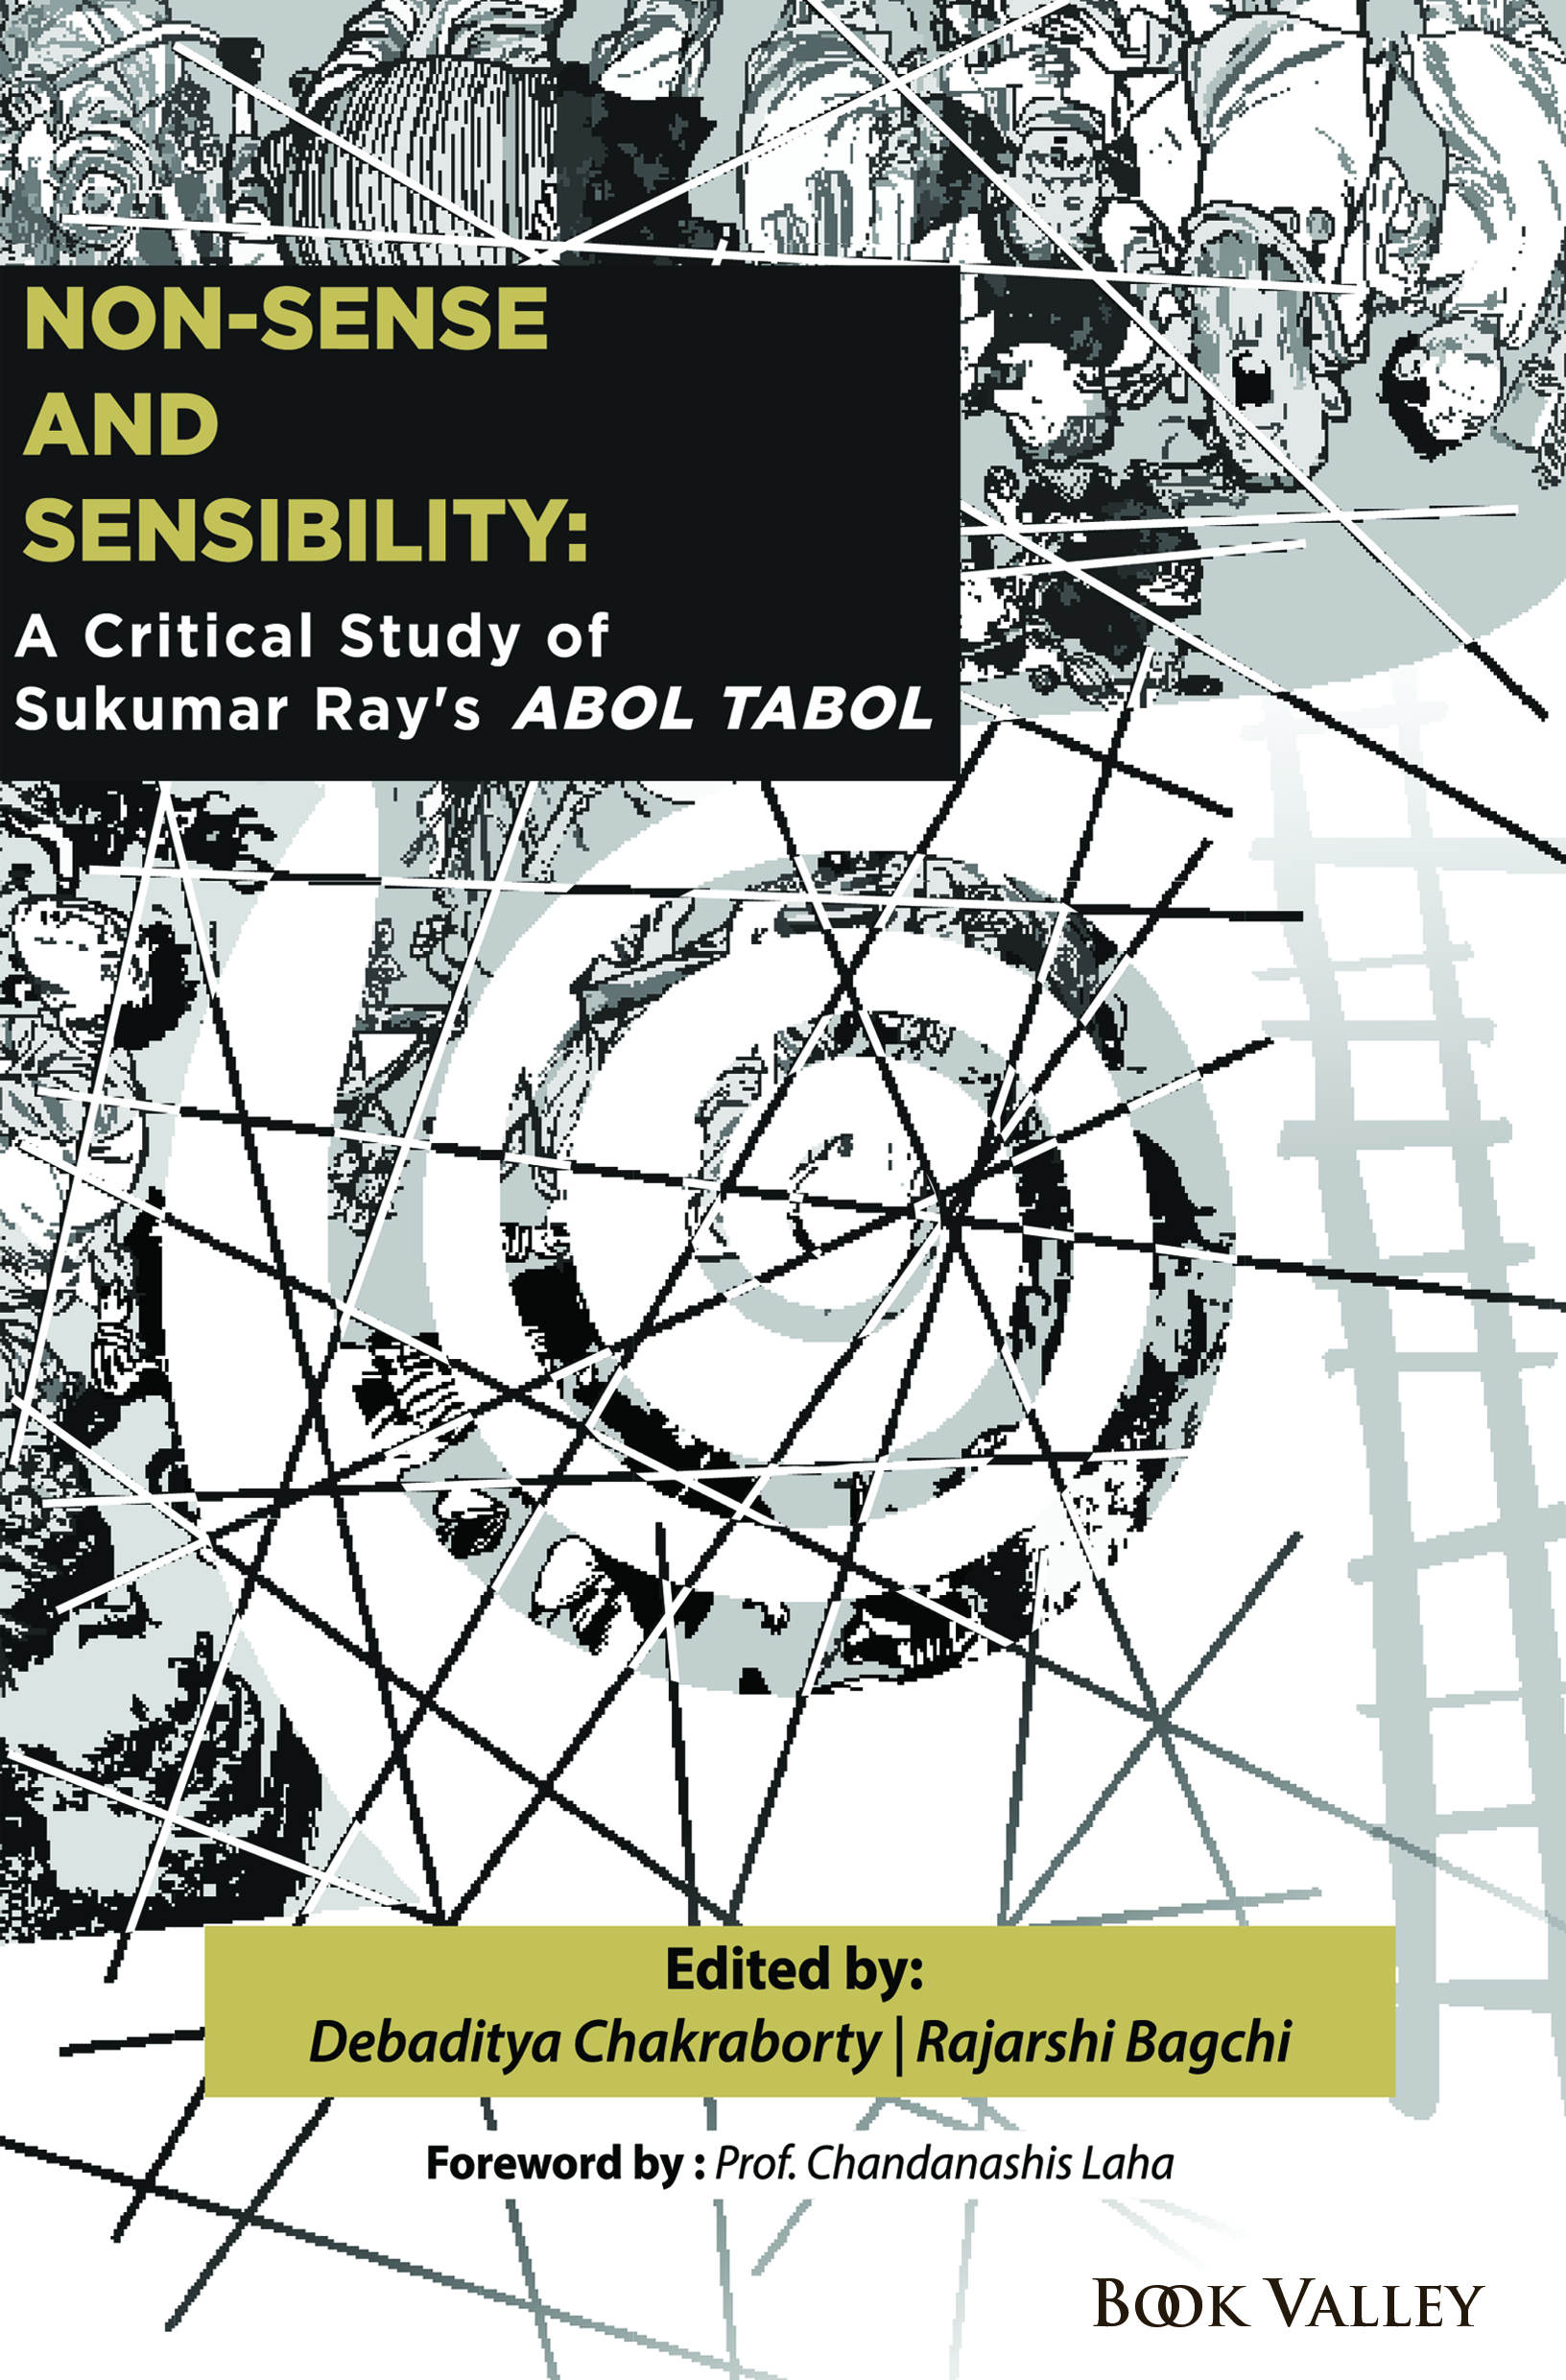 NON-SENSE
AND
SENSIBILITY:
A Critical Study of
Sukumar Ray's ABOL TABOL
Edited by:
Debaditya Chakraborty | Rajarshi Bagchi
Foreword by : Prof. Chandanashis Laha
BOOK VALLEY